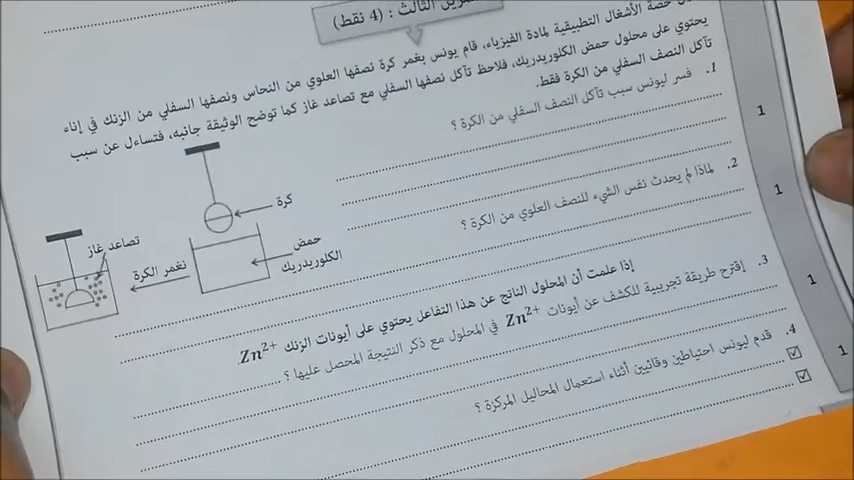 الثالث : (4 نقط)
حصة الأشغال التطبيقية لمادة الفيزياء، قام يونس بغمر كرة نصفها العلوي من النحاس ونصفها السفلي من الزنك في إناء
يحتوي على محلول حمض الكلوريدريك، فلاحظ تآكل نصفها السفلي مع تصاعد غاز كما توضح الوثيقة جانبه، فتساءل عن سبب
تآكل النصف السفلي من الكرة فقط.
1. فسر ليونس سبب تآكل النصف السفلي من الكرة ؟
1
2. لماذا لم يحدث نفس الشيء للنصف العلوي من الكرة ؟
1
كرة
حمض
الكلوريدريك
نغمر الكرة
تصاعد غاز
إذا علمت أن المحلول الناتج عن هذا التفاعل يحتوي على أيونات الزنك Zn²⁺.
3. إقترح طريقة تجريبية للكشف عن أيونات Zn²⁺ في المحلول مع ذكر النتيجة المحصل عليها ؟
1
4. قدم ليونس احتياطين وقائيين أثناء استعمال المحاليل المركزة ؟
1